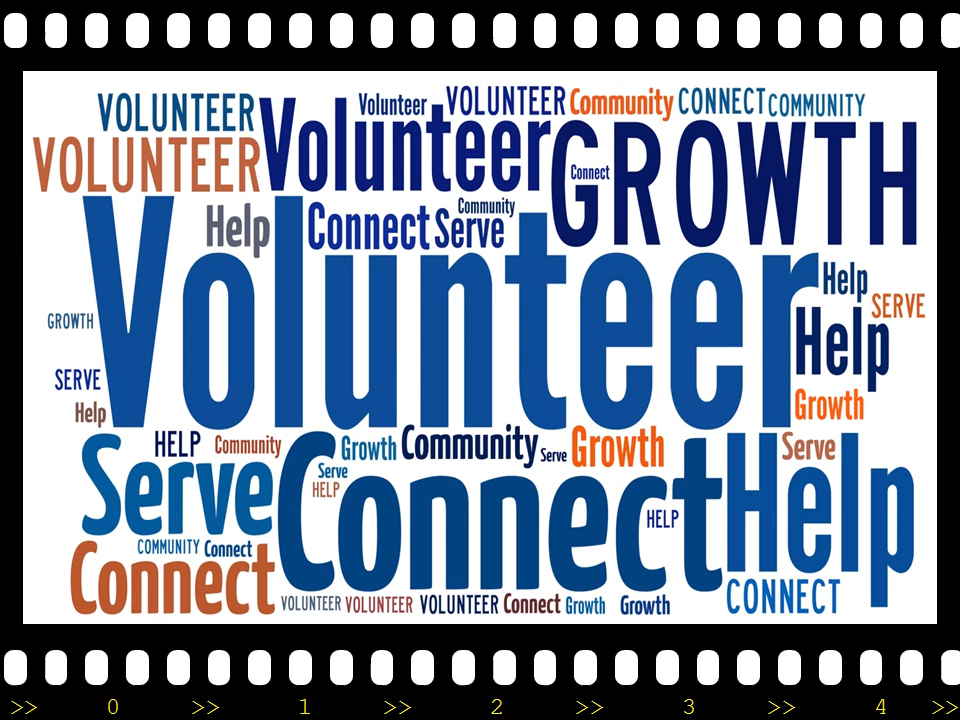 VOLUNTEER Volunteer VOLUNTEER Community CONNECT COMMUNITY
VOLUNTEER Volunteer GROWTH
Connect
Help Connect Serve Community
Volunteer
Help
SERVE
GROWTH
Help
SERVE
Growth
Help
HELP Community Growth Community Serve Growth Serve
Serve Connect Help
Serve
HELP
HELP
COMMUNITY Connect
Connect
CONNECT
VOLUNTEER VOLUNTEER VOLUNTEER Connect Growth Growth
>> 0 >> 1 >> 2 >> 3 >> 4 >>